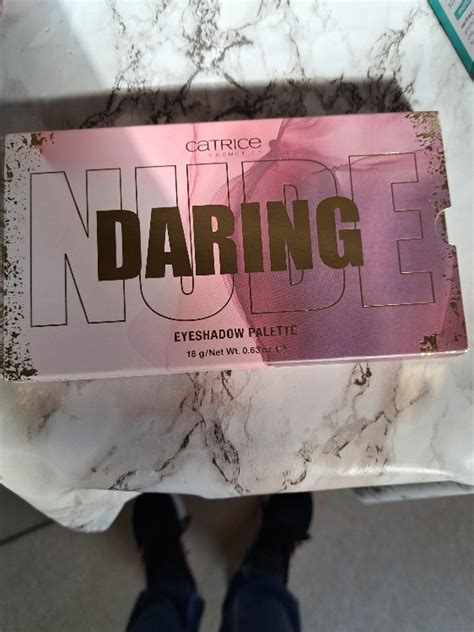 CATRICE
COSMETICS
NUDE
DARING
EYESHADOW PALETTE
18 g/Net Wt. 0.63 oz. e